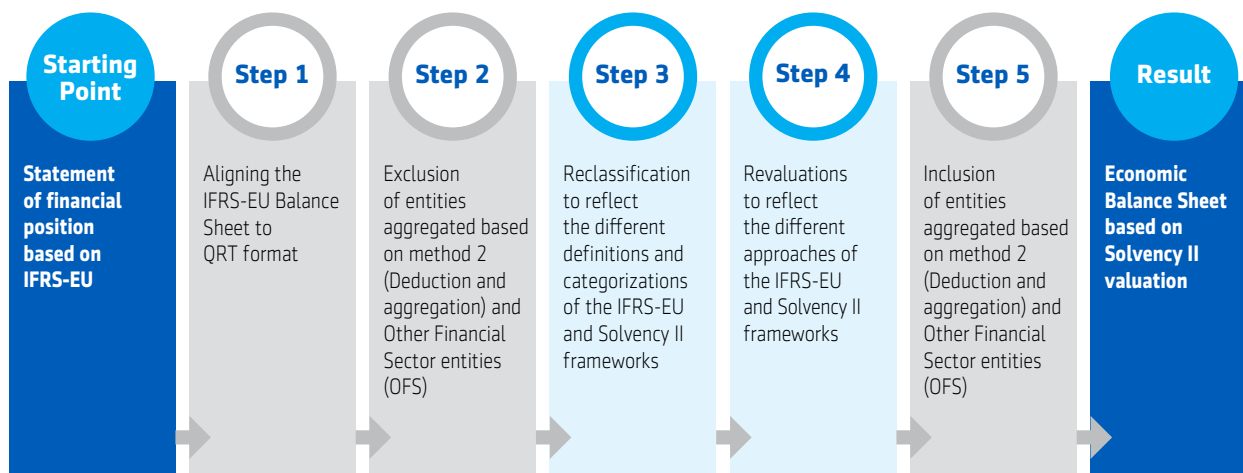 Starting
Point
Statement
of financial
position
based on
IFRS-EU
Step 1
Aligning the
IFRS-EU Balance
Sheet to
QRT format
Step 2
Exclusion
of entities
aggregated based
on method 2
(Deduction and
aggregation) and
Other Financial
Sector entities
(OFS)
Step 3
Reclassification
to reflect
the different
definitions and
categorizations
of the IFRS-EU
and Solvency II
frameworks
Step 4
Revaluations
to reflect
the different
approaches of
the IFRS-EU
and Solvency II
frameworks
Step 5
Inclusion
of entities
aggregated based
on method 2
(Deduction and
aggregation) and
Other Financial
Sector entities
(OFS)
Result
Economic
Balance Sheet
based on
Solvency II
valuation